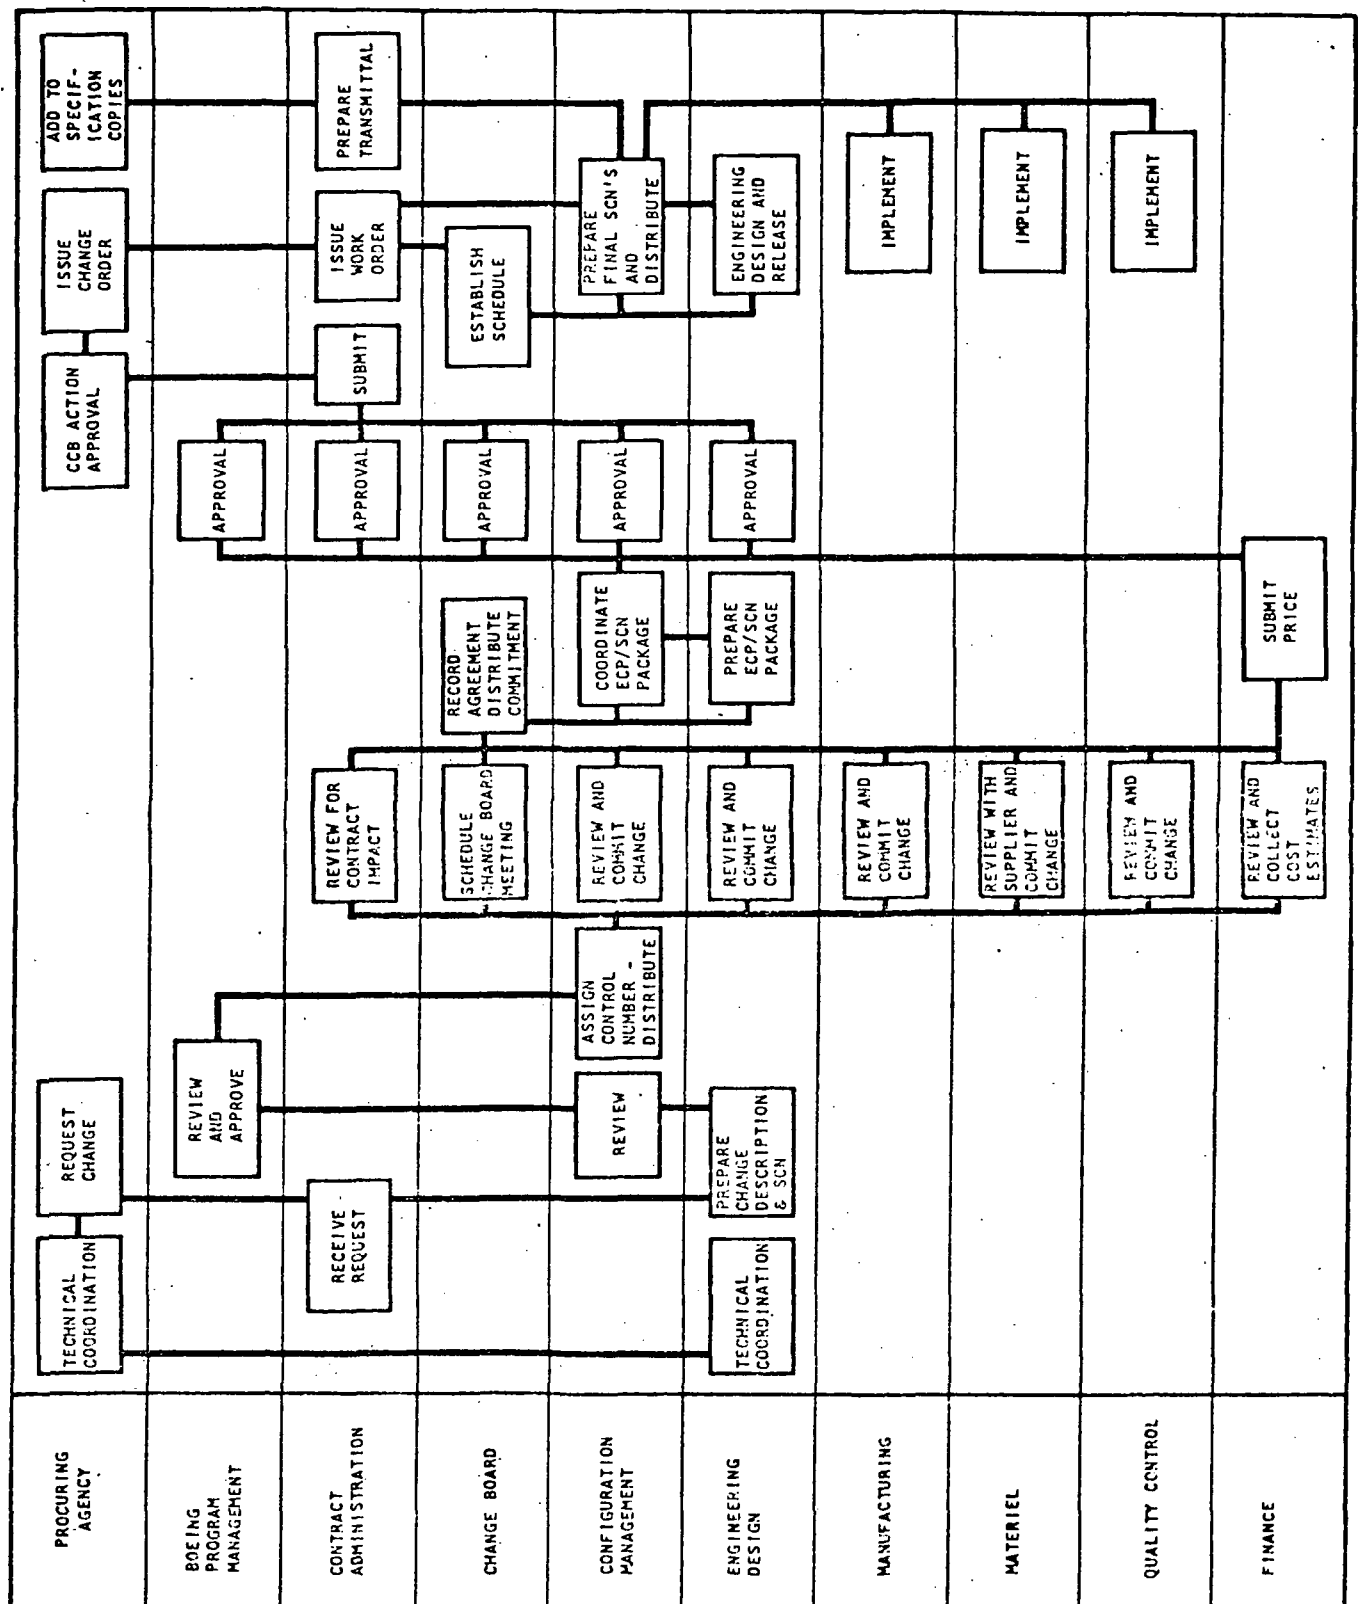 PROCURING
AGENCY
TECHNICAL
COORDINATION
REQUEST
CHANGE
CCB ACTION
APPROVAL
ISSUE
CHANGE
ORDER
ADD TO
SPECIF-
ICATION
COPIES
BOEING
PROGRAM
MANAGEMENT
REVIEW
AND
APPROVE
APPROVAL
CONTRACT
ADMINISTRATION
RECEIVE
REQUEST
REVIEW FOR
CONTRACT
IMPACT
APPROVAL
SUBMIT
ISSUE
WORK
ORDER
PREPARE
TRANSMITTAL
CHANGE BOARD
SCHEDULE
CHANGE BOARD
MEETING
RECORD
AGREEMENT
DISTRIBUTE
COMMITMENT
APPROVAL
ESTABLISH
SCHEDULE
CONFIGURATION
MANAGEMENT
REVIEW
ASSIGN
CONTROL
NUMBER -
DISTRIBUTE
REVIEW AND
COMMIT
CHANGE
COORDINATE
ECP/SCN
PACKAGE
APPROVAL
PREPARE
FINAL SCN'S
AND
DISTRIBUTE
ENGINEERING
DESIGN
TECHNICAL
COORDINATION
PREPARE
CHANGE
DESCRIPTION
& SCN
REVIEW AND
COMMIT
CHANGE
PREPARE
ECP/SCN
PACKAGE
APPROVAL
ENGINEERING
DESIGN AND
RELEASE
MANUFACTURING
REVIEW AND
COMMIT
CHANGE
IMPLEMENT
MATERIEL
REVIEW WITH
SUPPLIER AND
COMMIT
CHANGE
IMPLEMENT
QUALITY CONTROL
REVIEW AND
COMMIT
CHANGE
IMPLEMENT
FINANCE
REVIEW AND
COLLECT
COST
ESTIMATES
SUBMIT
PRICE